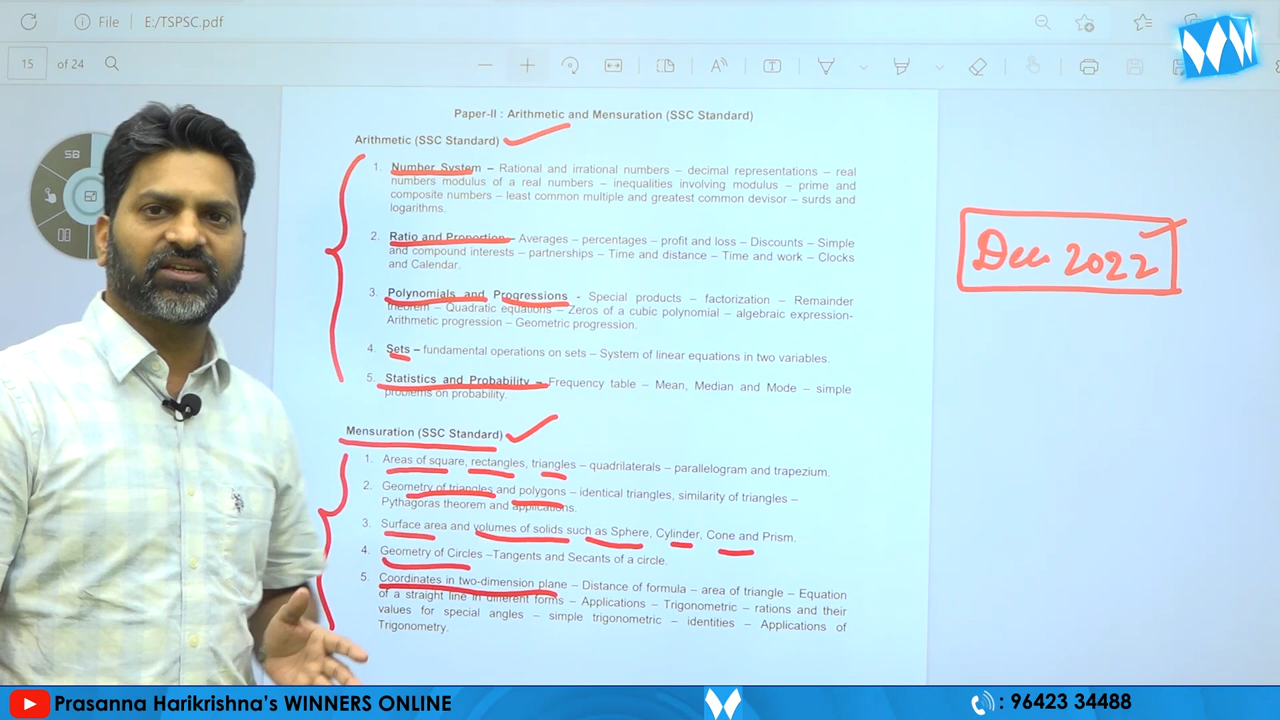 File
E:/TSPSC.pdf
15
of 24
Paper-II : Arithmetic and Mensuration (SSC Standard)
Arithmetic (SSC Standard)
1. Number System – Rational and irrational numbers – decimal representations – real
numbers modulus of a real numbers – inequalities involving modulus – prime and
composite numbers – least common multiple and greatest common devisor – surds and
logarithms.
2. Ratio and Proportion – Averages – percentages – profit and loss – Discounts – Simple
and compound interests – partnerships – Time and distance – Time and work – Clocks
and Calendar.
3. Polynomials and Progressions - Special products – factorization – Remainder
theorem – Quadratic equations – Zeros of a cubic polynomial – algebraic expression-
Arithmetic progression – Geometric progression.
4. Sets – fundamental operations on sets – System of linear equations in two variables.
5. Statistics and Probability – Frequency table – Mean, Median and Mode – simple
problems on probability.
Mensuration (SSC Standard)
1. Areas of square, rectangles, triangles – quadrilaterals – parallelogram and trapezium.
2. Geometry of triangles and polygons – identical triangles, similarity of triangles –
Pythagoras theorem and applications.
3. Surface area and volumes of solids such as Sphere, Cylinder, Cone and Prism.
4. Geometry of Circles –Tangents and Secants of a circle.
5. Coordinates in two-dimension plane – Distance of formula – area of triangle – Equation
of a straight line in different forms – Applications – Trigonometric – rations and their
values for special angles – simple trigonometric – identities – Applications of
Trigonometry.
Dec 2022
SB
Prasanna Harikrishna's WINNERS ONLINE
: 96423 34488